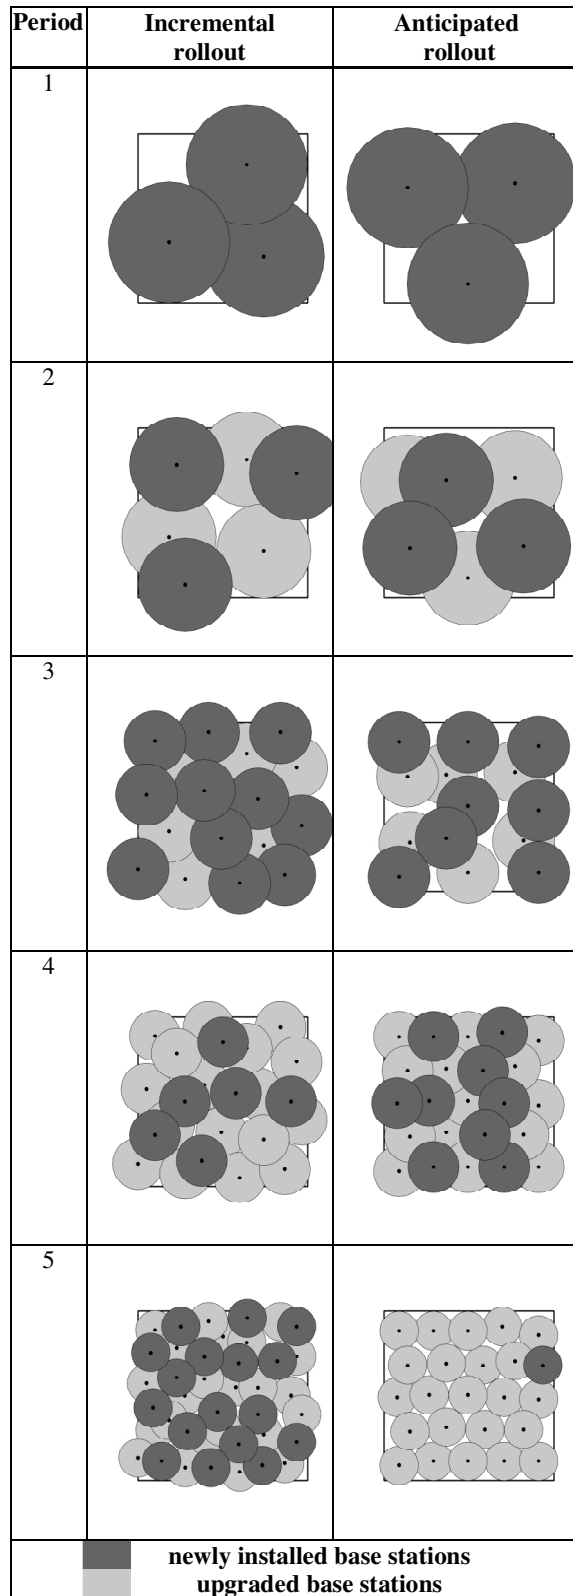 Period Incremental rollout Anticipated rollout
1
2
3
4
5
newly installed base stations
upgraded base stations